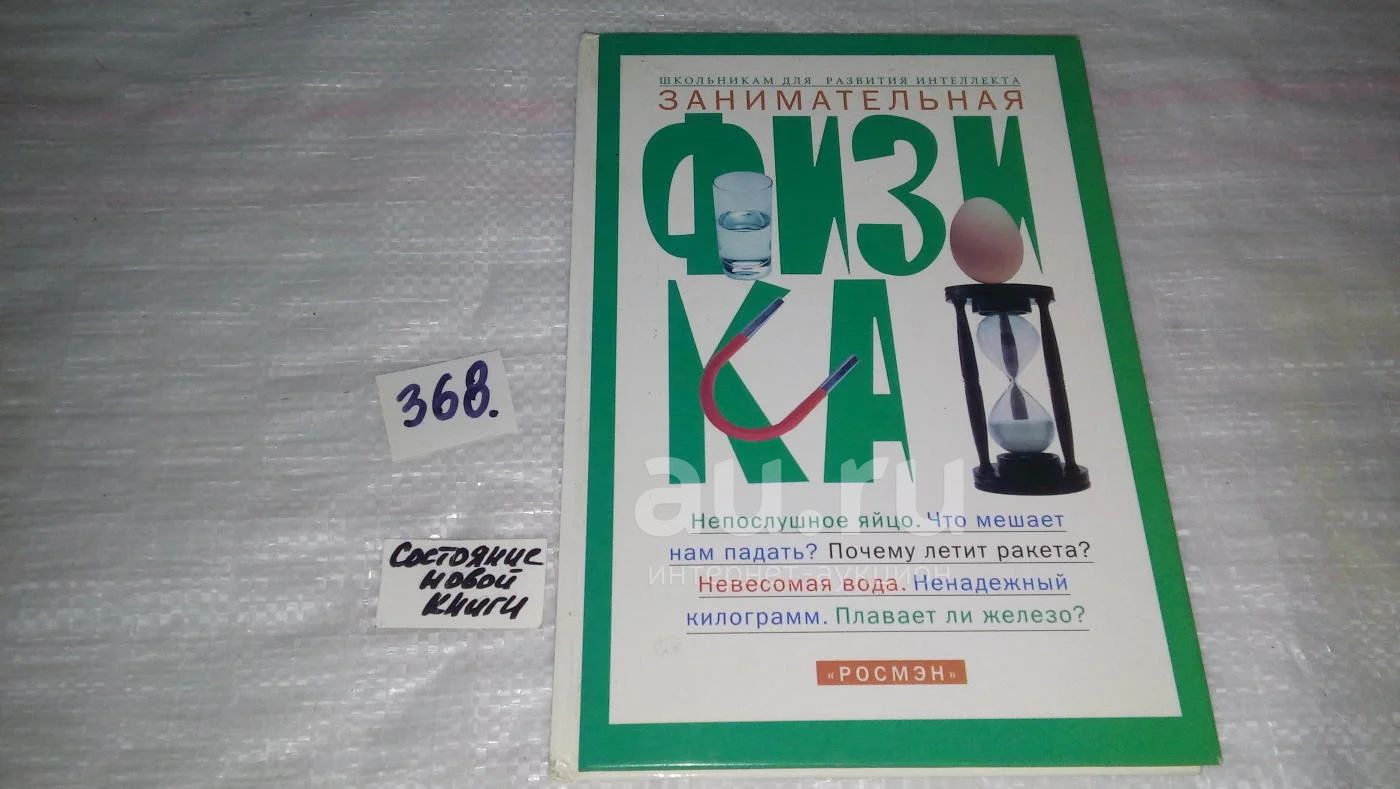 ШКОЛЬНИКАМ ДЛЯ РАЗВИТИЯ ИНТЕЛЛЕКТА
ЗАНИМАТЕЛЬНАЯ
ФИЗИ
КА
368.
au.ru
Непослушное яйцо. Что мешает
нам падать? Почему летит ракета?
интернет-аукцион
Невесомая вода. Ненадежный
килограмм. Плавает ли железо?
Состояние
новой
книги
«РОСМЭН»